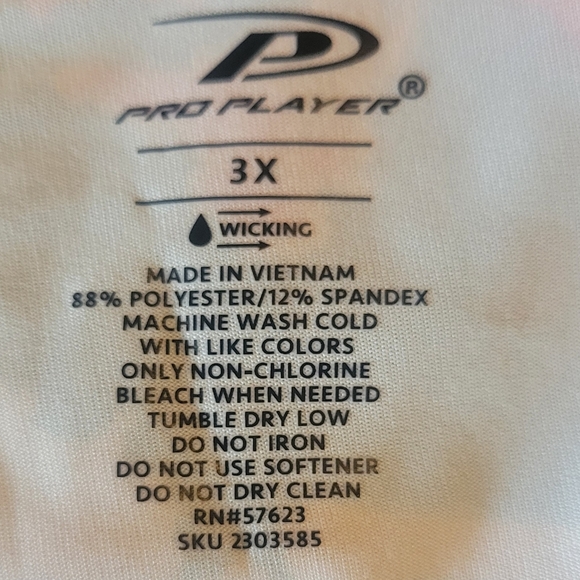 PRO PLAYER®
3X
WICKING
MADE IN VIETNAM
88% POLYESTER/12% SPANDEX
MACHINE WASH COLD
WITH LIKE COLORS
ONLY NON-CHLORINE
BLEACH WHEN NEEDED
TUMBLE DRY LOW
DO NOT IRON
DO NOT USE SOFTENER
DO NOT DRY CLEAN
RN#57623
SKU 2303585